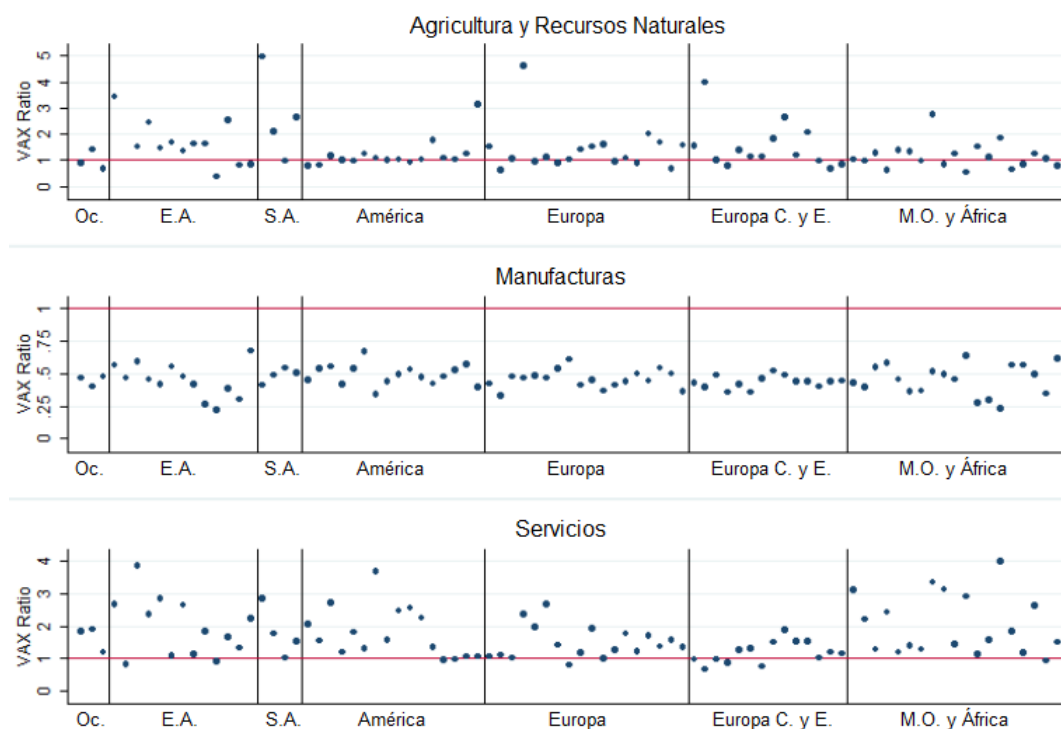 Agricultura y Recursos Naturales
VAX Ratio
5
4
3
2
1
0
Oc. E.A. S.A. América Europa Europa C. y E. M.O. y África
Manufacturas
VAX Ratio
1
.75
.5
.25
0
Oc. E.A. S.A. América Europa Europa C. y E. M.O. y África
Servicios
VAX Ratio
4
3
2
1
0
Oc. E.A. S.A. América Europa Europa C. y E. M.O. y África